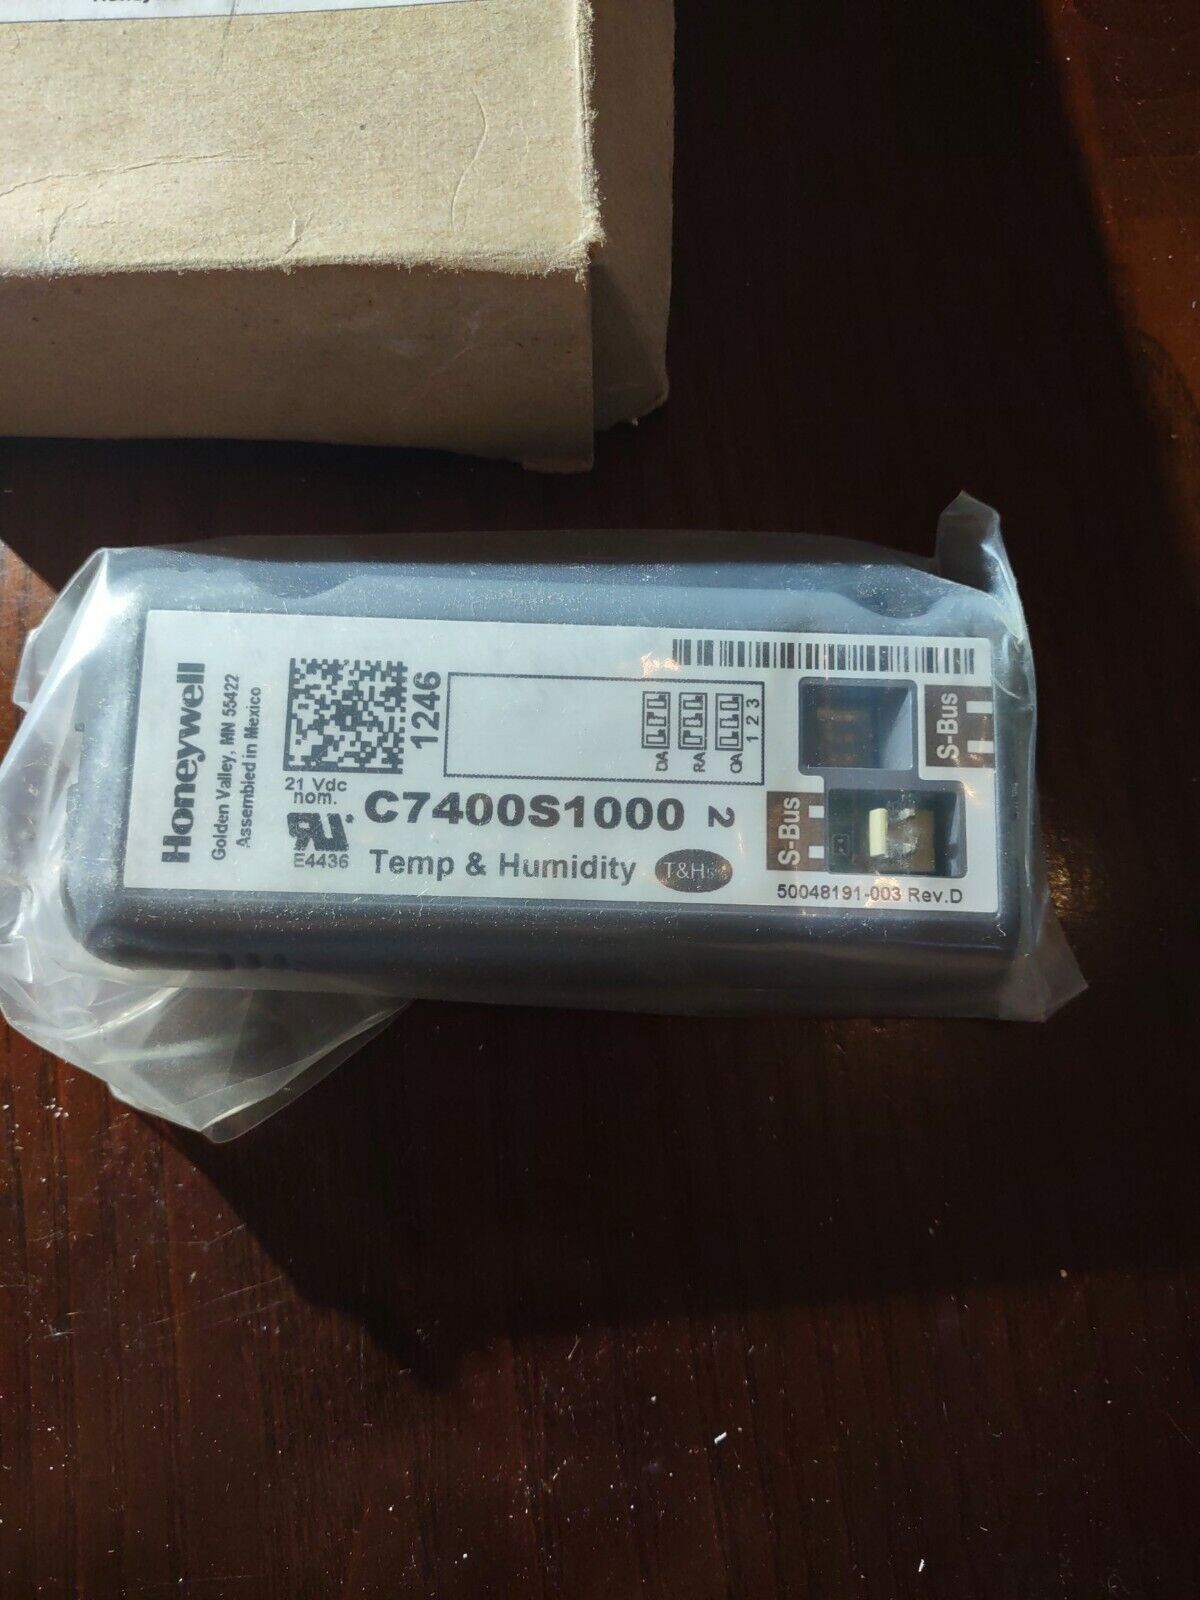 Honeywell
Golden Valley, MN 55422
Assembled in Mexico
1246
21 Vdc
nom.
E4436
C7400S1000 2
Temp & Humidity
T&H
DA
RA
OA
1 2 3
S-Bus
S-Bus
50048191-003 Rev.D